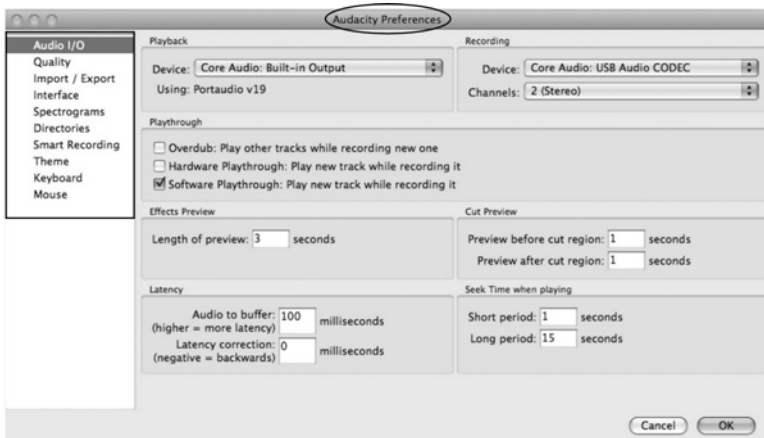 Audacity Preferences
Audio I/O
Quality
Import / Export
Interface
Spectrograms
Directories
Smart Recording
Theme
Keyboard
Mouse
Playback
Device: Core Audio: Built-in Output
Using: Portaudio v19
Recording
Device: Core Audio: USB Audio CODEC
Channels: 2 (Stereo)
Playthrough
Overdub: Play other tracks while recording new one
Hardware Playthrough: Play new track while recording it
Software Playthrough: Play new track while recording it
Effects Preview
Length of preview: 3 seconds
Cut Preview
Preview before cut region: 1 seconds
Preview after cut region: 1 seconds
Latency
Audio to buffer: 100 milliseconds
(higher = more latency)
Latency correction: 0 milliseconds
(negative = backwards)
Seek Time when playing
Short period: 1 seconds
Long period: 15 seconds
Cancel
OK